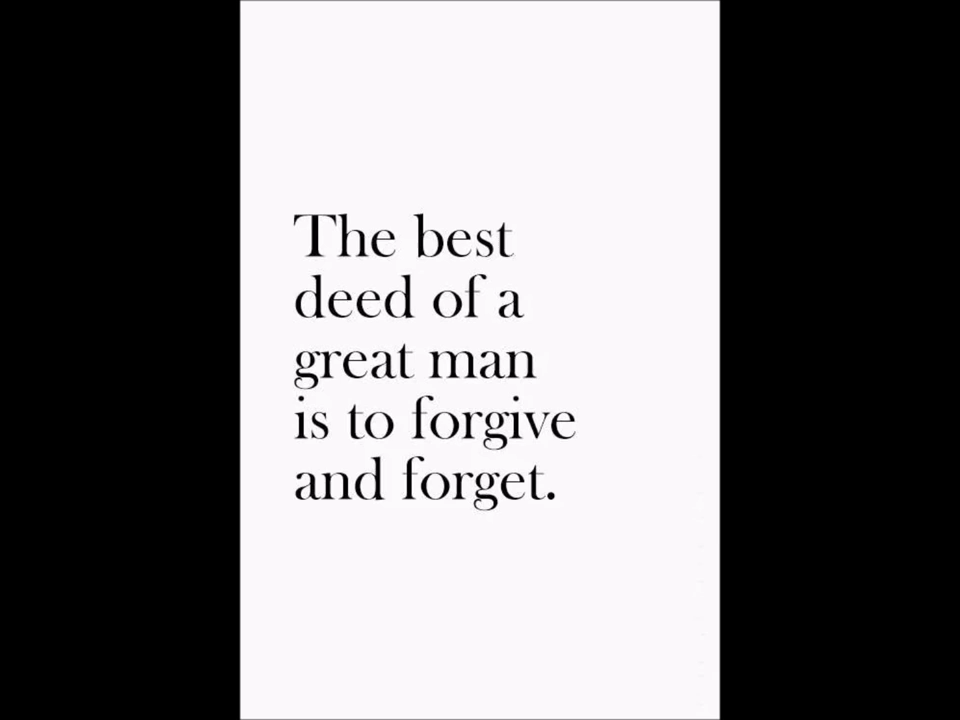 The best
deed of a
great man
is to forgive
and forget.